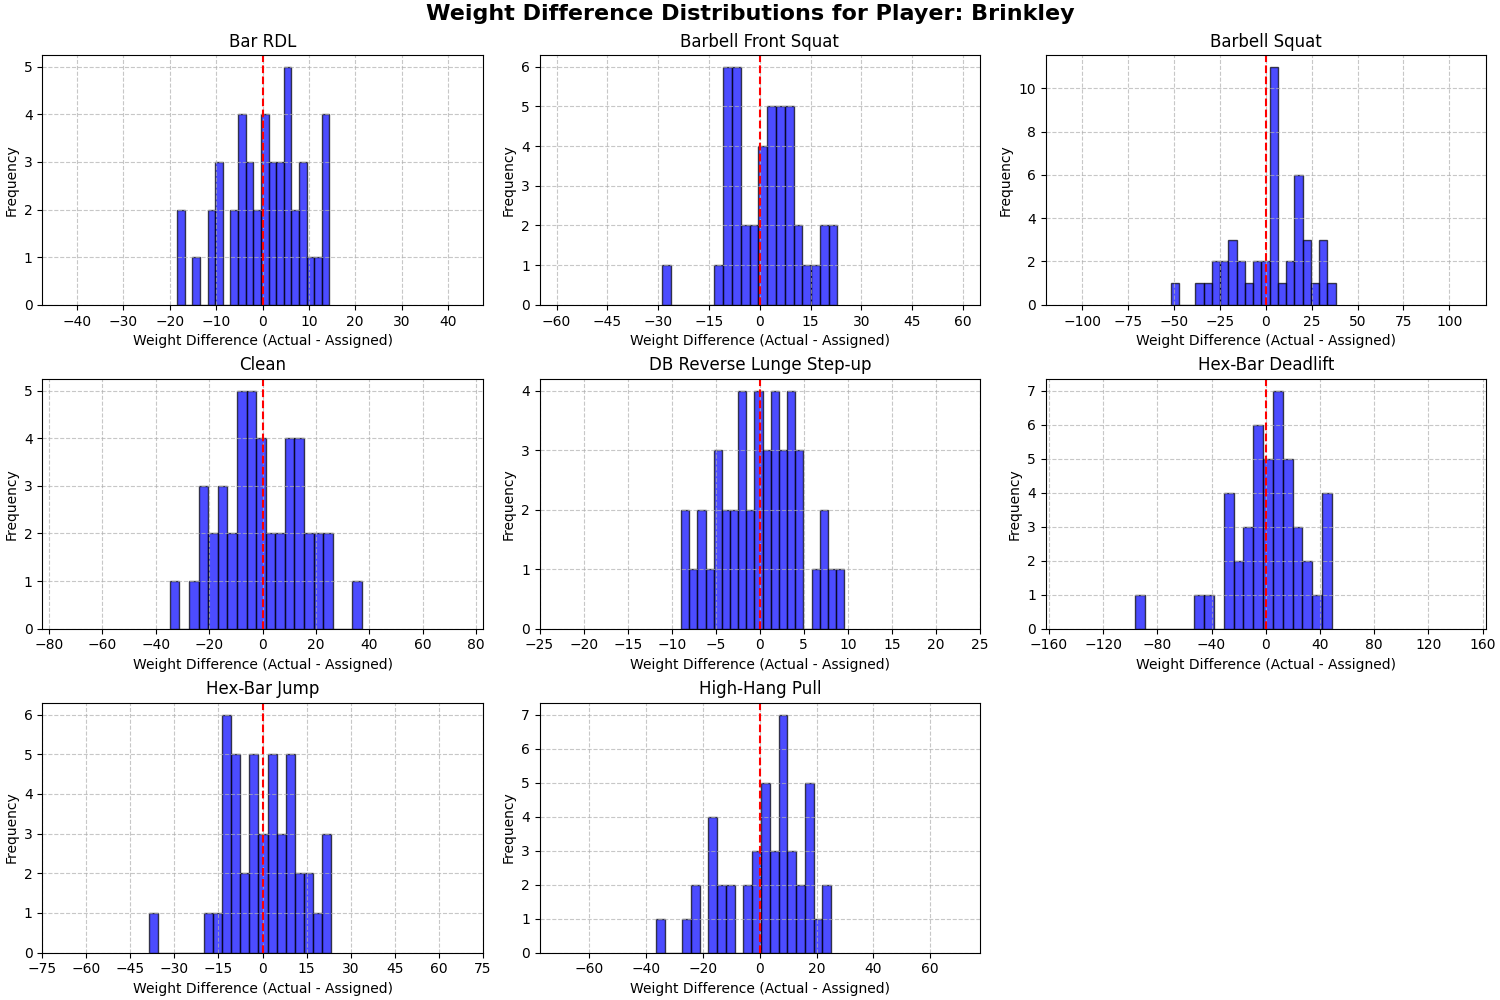 Weight Difference Distributions for Player: Brinkley
Bar RDL
Frequency
5
4
3
2
1
0
−40 −30 −20 −10 0 10 20 30 40
Weight Difference (Actual - Assigned)
Barbell Front Squat
Frequency
6
5
4
3
2
1
0
−60 −45 −30 −15 0 15 30 45 60
Weight Difference (Actual - Assigned)
Barbell Squat
Frequency
10
8
6
4
2
0
−100 −75 −50 −25 0 25 50 75 100
Weight Difference (Actual - Assigned)
Clean
Frequency
5
4
3
2
1
0
−80 −60 −40 −20 0 20 40 60 80
Weight Difference (Actual - Assigned)
DB Reverse Lunge Step-up
Frequency
4
3
2
1
0
−25 −20 −15 −10 −5 0 5 10 15 20 25
Weight Difference (Actual - Assigned)
Hex-Bar Deadlift
Frequency
7
6
5
4
3
2
1
0
−160 −120 −80 −40 0 40 80 120 160
Weight Difference (Actual - Assigned)
Hex-Bar Jump
Frequency
6
5
4
3
2
1
0
−75 −60 −45 −30 −15 0 15 30 45 60 75
Weight Difference (Actual - Assigned)
High-Hang Pull
Frequency
7
6
5
4
3
2
1
0
−60 −40 −20 0 20 40 60
Weight Difference (Actual - Assigned)